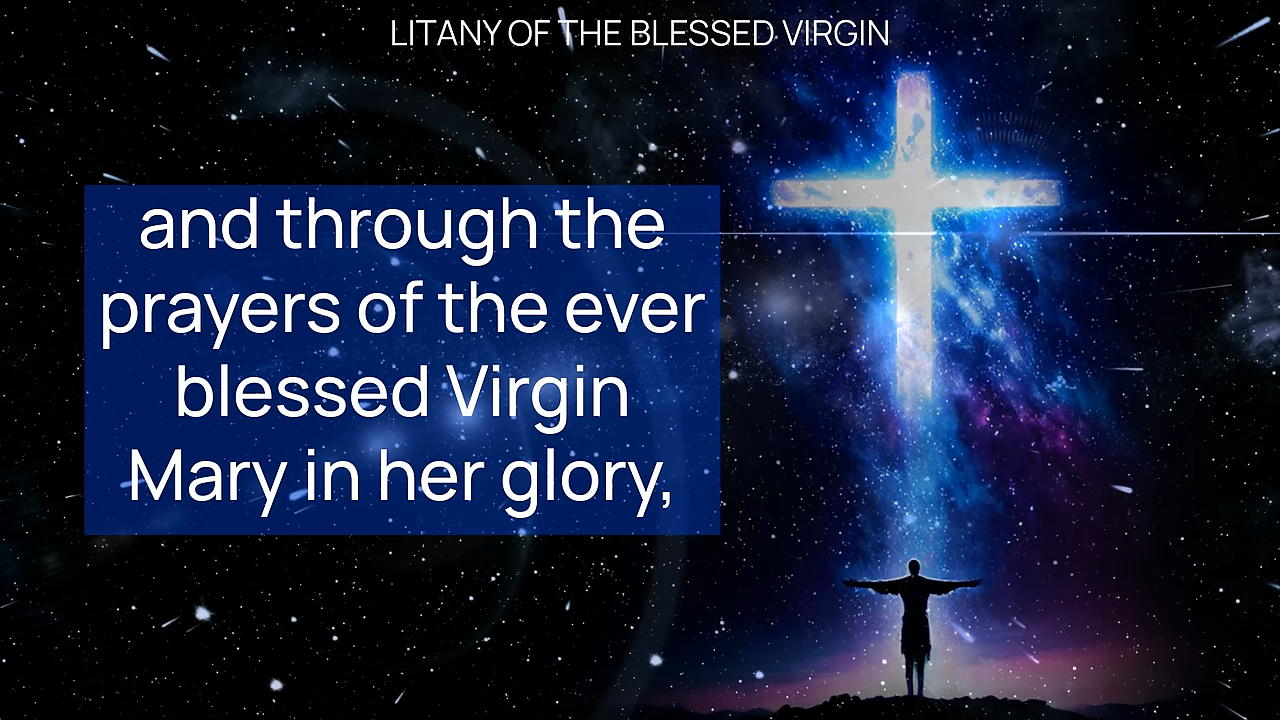 LITANY OF THE BLESSED VIRGIN
and through the
prayers of the ever
blessed Virgin
Mary in her glory,